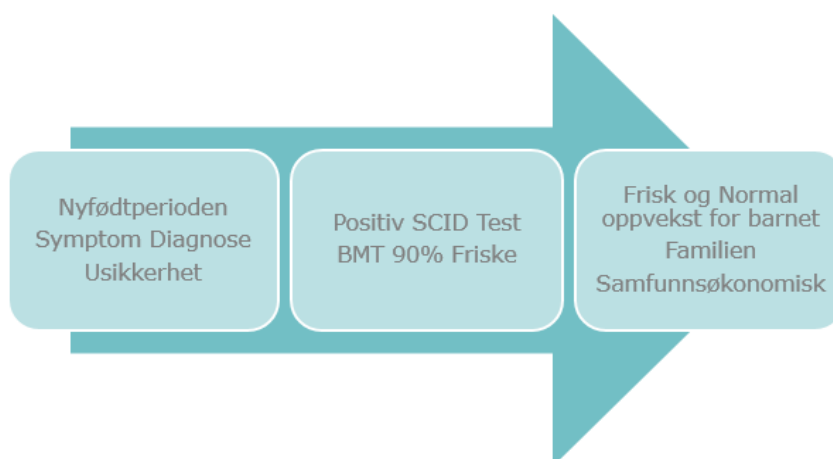 Nyfødtperioden
Symptom Diagnose
Usikkerhet
Positiv SCID Test
BMT 90% Friske
Frisk og Normal
oppvekst for barnet
Familien
Samfunnsøkonomisk